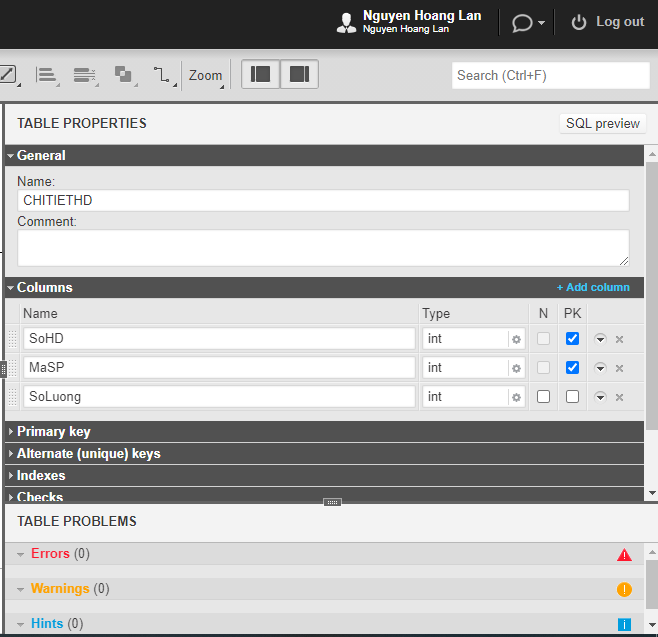 Nguyen Hoang Lan
Nguyen Hoang Lan
Log out
Zoom
Search (Ctrl+F)
TABLE PROPERTIES
SQL preview
General
Name:
CHITIETHD
Comment:
Columns
+ Add column
Name Type N PK
SoHD int
MaSP int
SoLuong int
Primary key
Alternate (unique) keys
Indexes
Checks
TABLE PROBLEMS
Errors (0)
Warnings (0)
Hints (0)